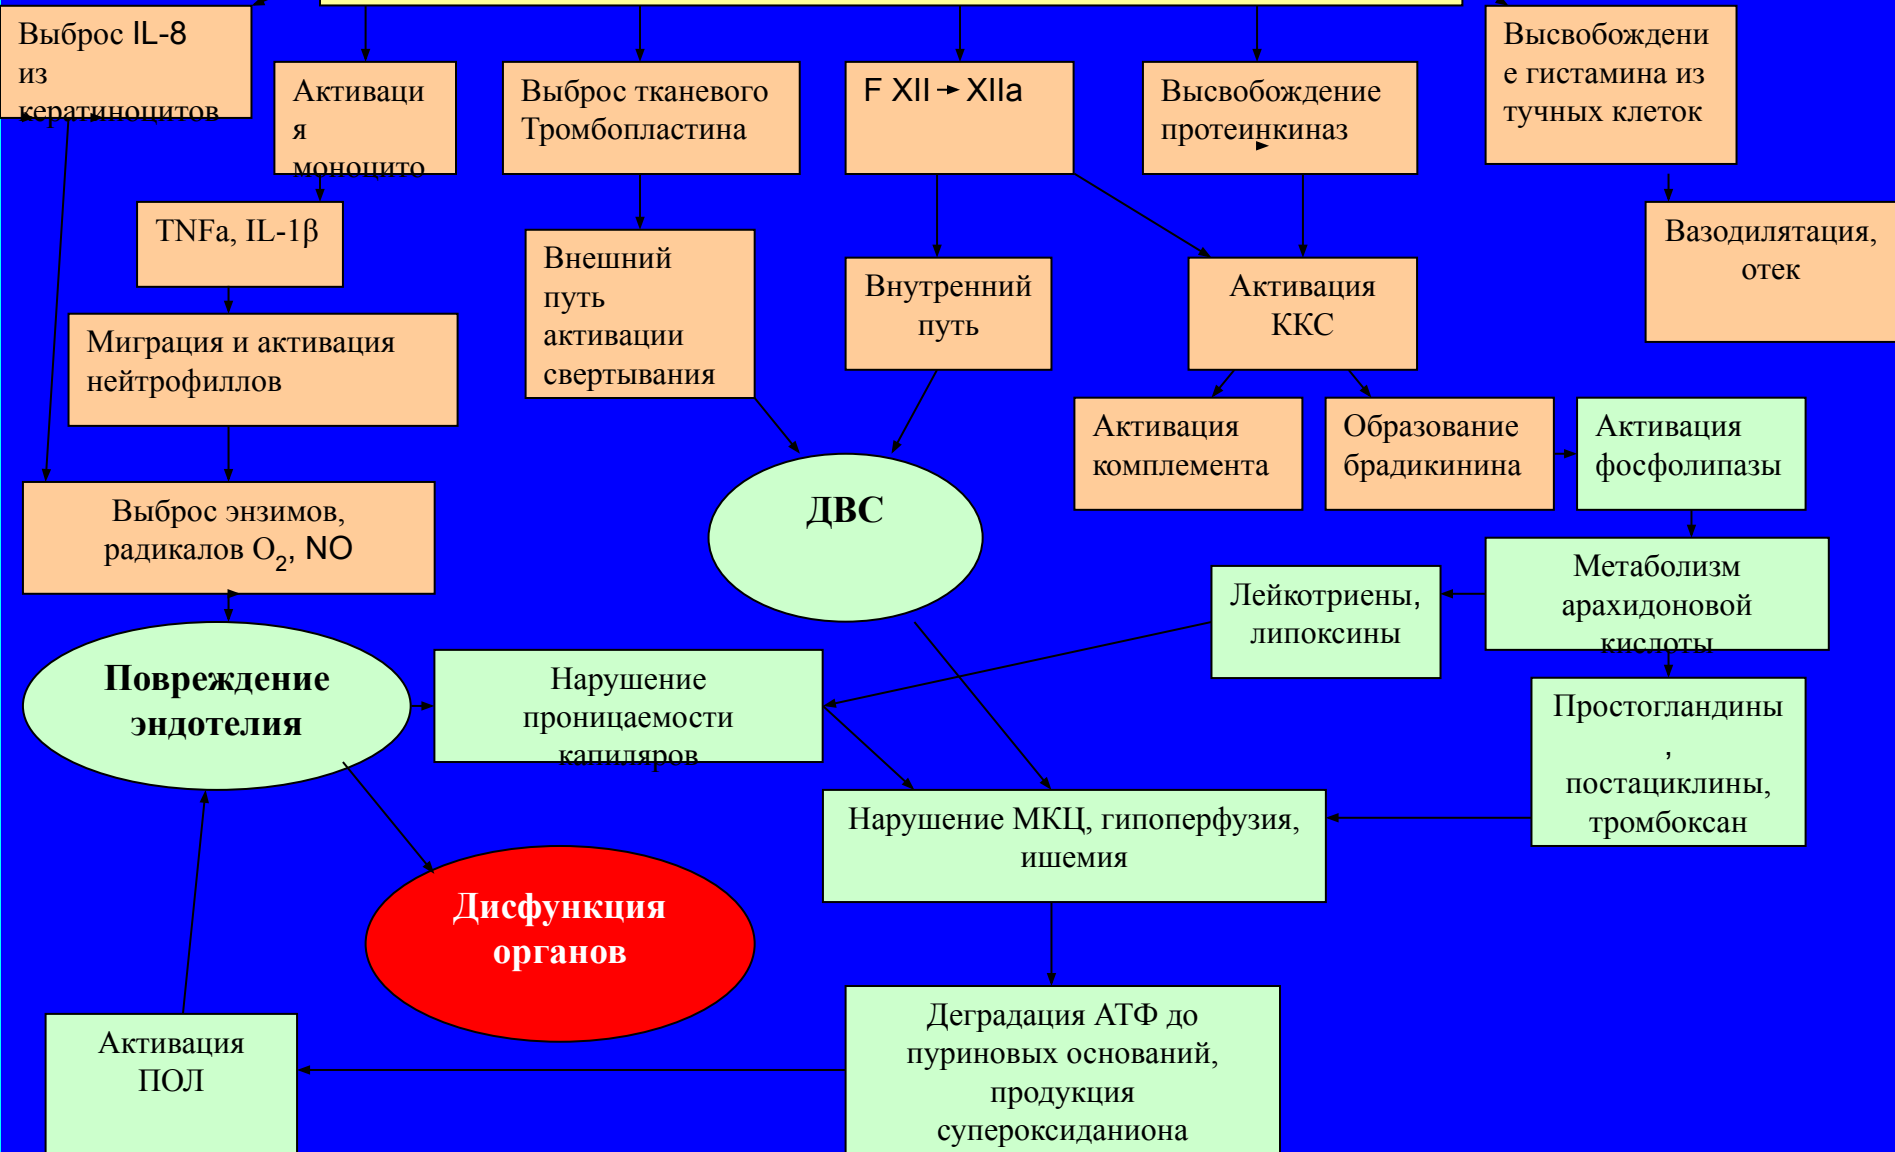 Выброс IL-8
из
кератиноцитов
Активаци
я
моноцито
Выброс тканевого
Тромбопластина
F XII
XIIa
Высвобождение
протеинкиназ
Высвобождени
е гистамина из
тучных клеток
TNFa, IL-1β
Внешний
путь
активации
свертывания
Внутренний
путь
Активация
ККС
Вазодилятация,
отек
Миграция и активация
нейтрофиллов
Активация
комплемента
Образование
брадикинина
Активация
фосфолипазы
Выброс энзимов,
радикалов O2, NO
ДВС
Лейкотриены,
липоксины
Метаболизм
арахидоновой
кислоты
Повреждение
эндотелия
Нарушение
проницаемости
капиляров
Простогландины
,
постациклины,
тромбоксан
Нарушение МКЦ, гипоперфузия,
ишемия
Дисфункция
органов
Активация
ПОЛ
Деградация АТФ до
пуриновых оснований,
продукция
супероксиданиона